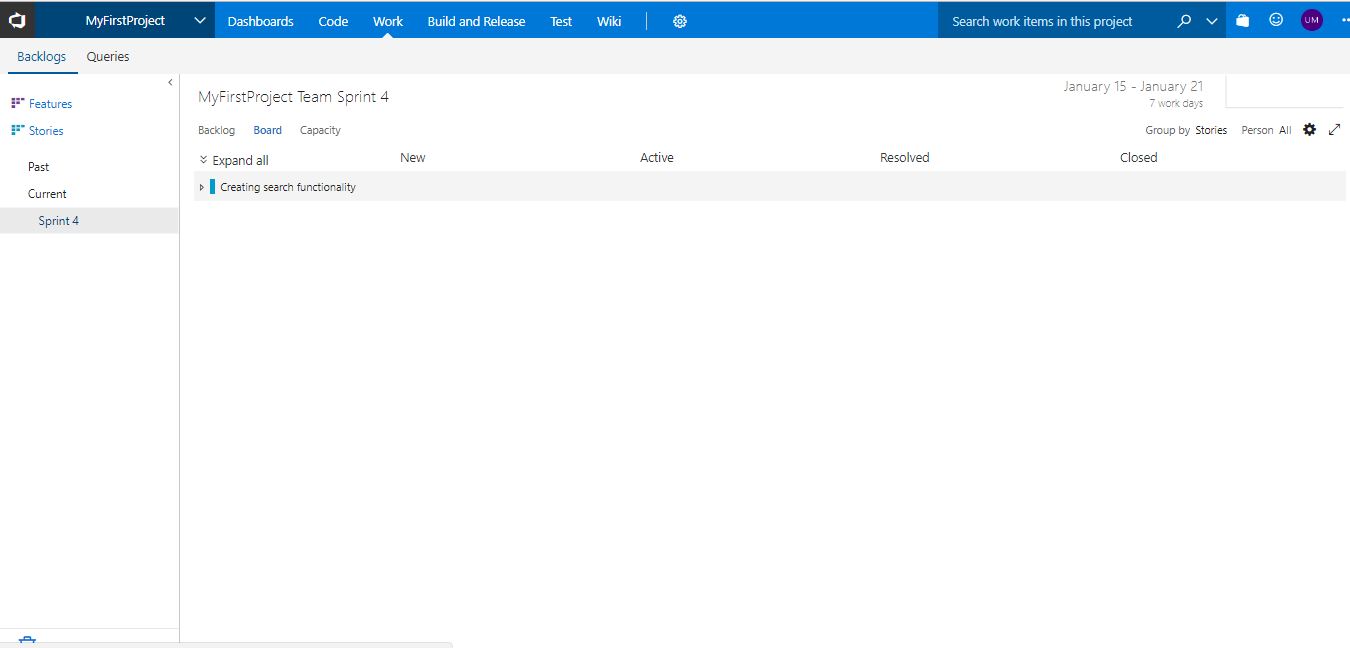 MyFirstProject Dashboards Code Work Build and Release Test Wiki Search work items in this project UM
Backlogs Queries
Features
Stories
Past
Current
Sprint 4
MyFirstProject Team Sprint 4
January 15 - January 21
7 work days
Backlog Board Capacity
Group by Stories Person All
Expand all New Active Resolved Closed
Creating search functionality